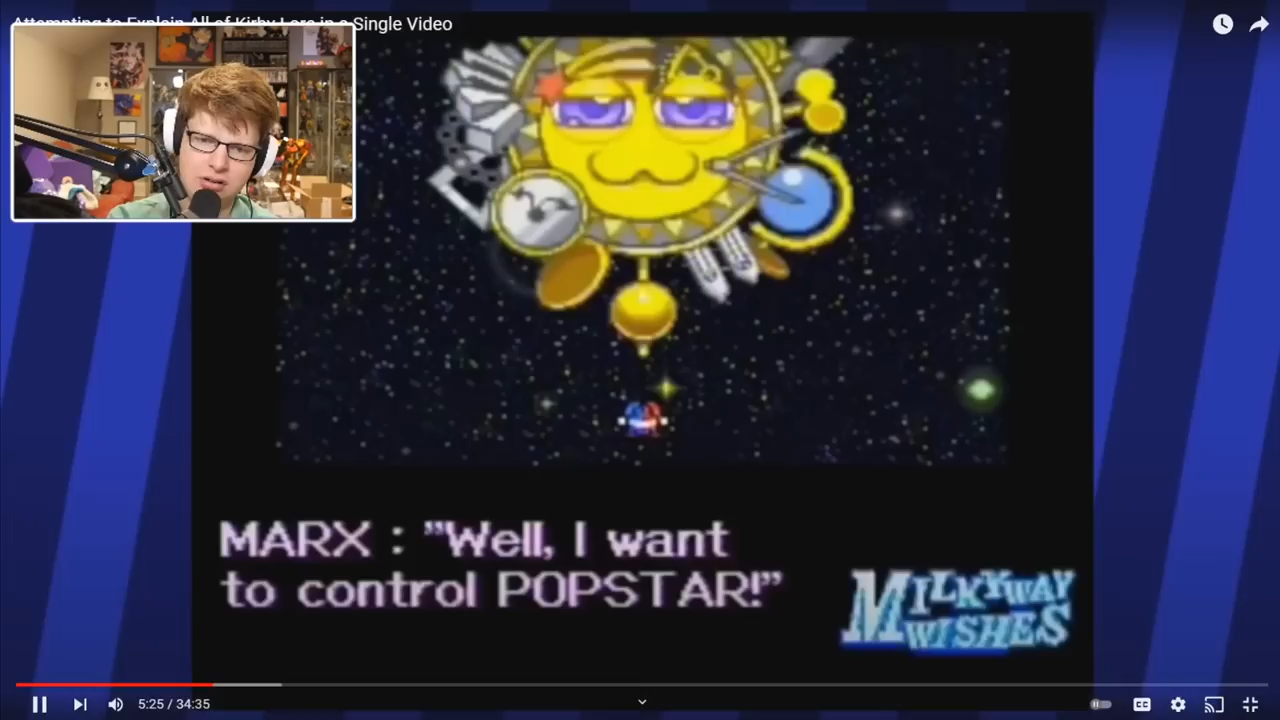 Attempting to Explain All of Kirby Lore in a Single Video
MARX : "Well, I want
to control POPSTAR!"
MILKYWAY
WISHES
5:25 / 34:35
CC